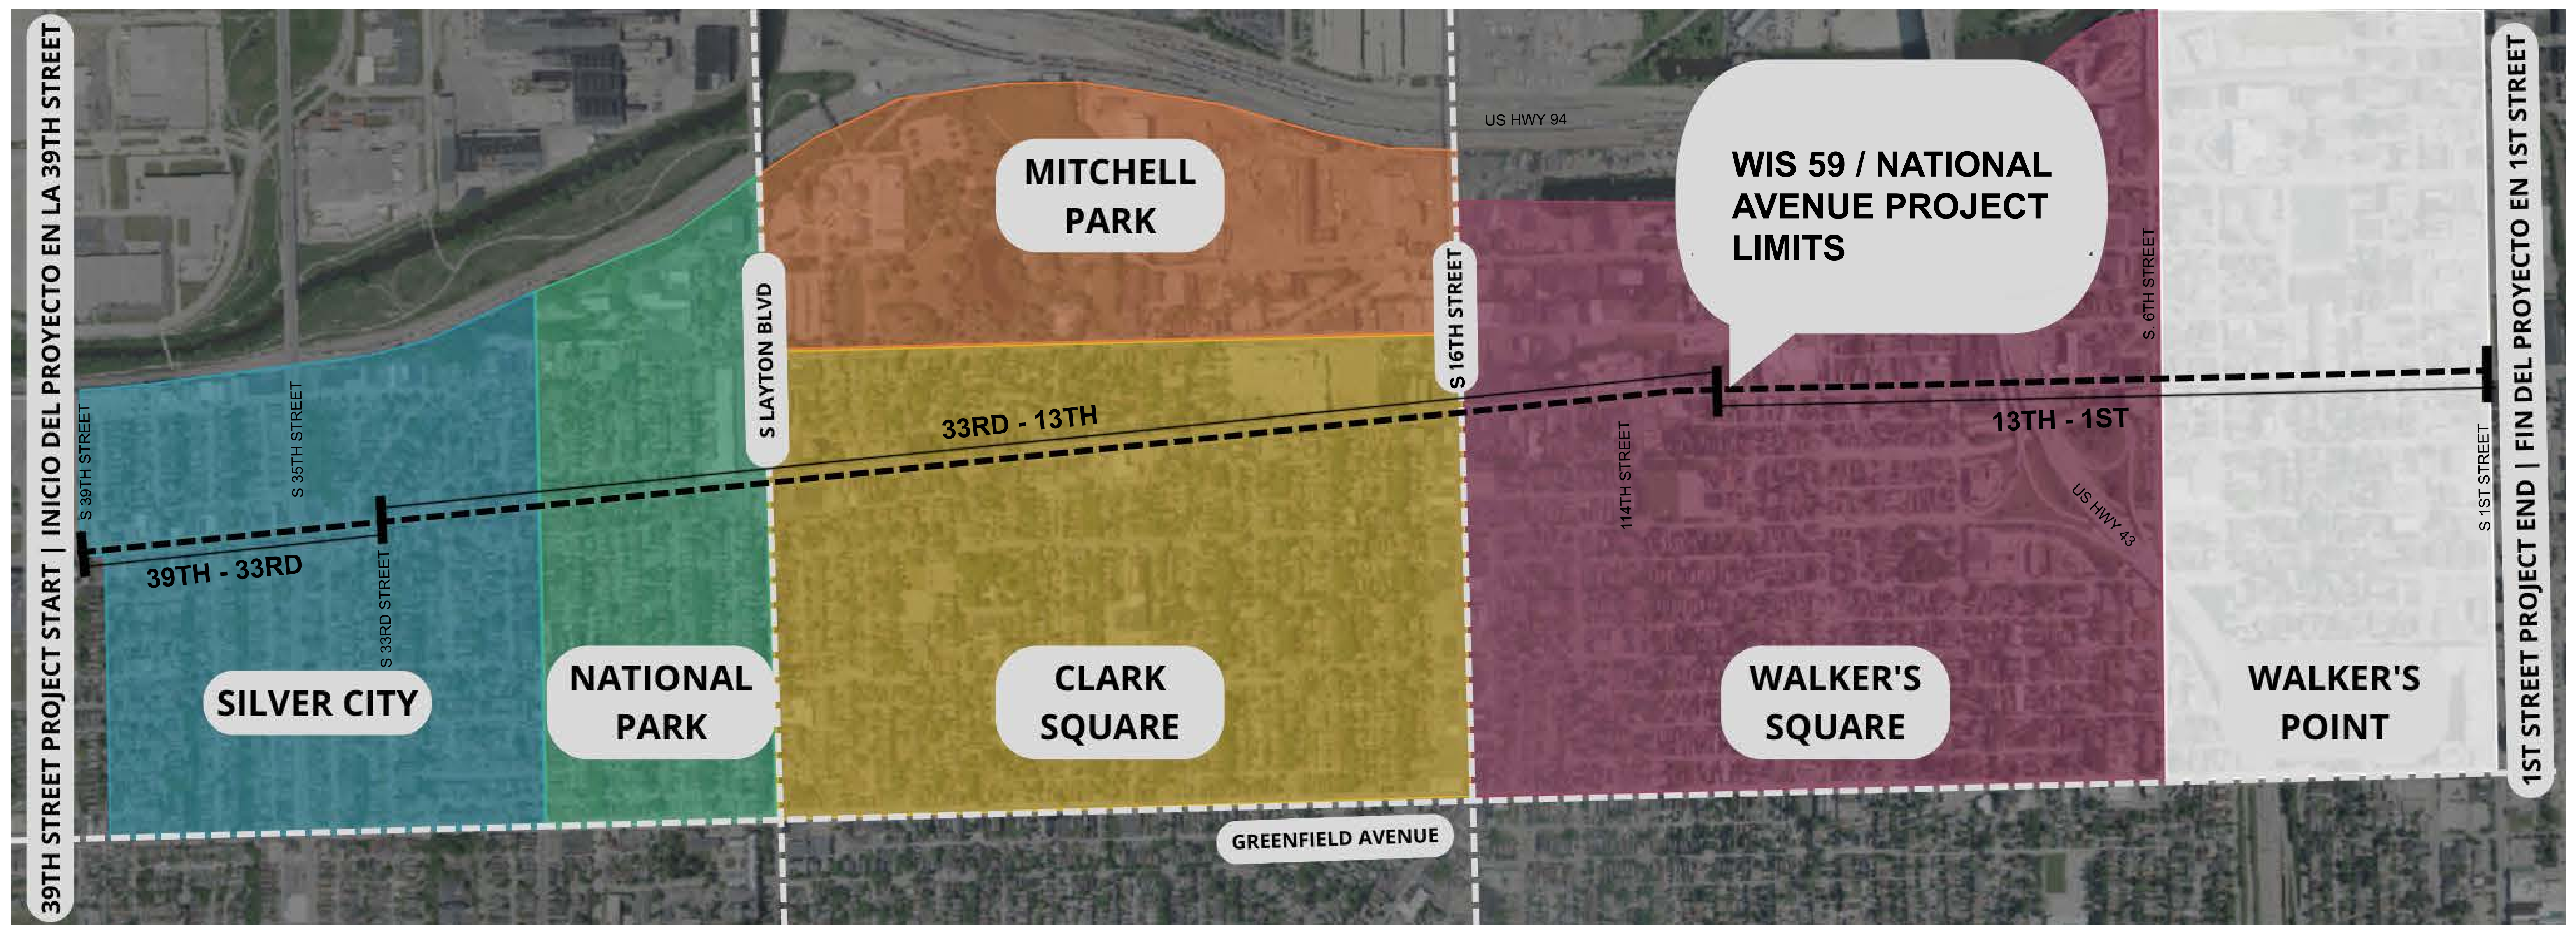 39TH STREET PROJECT START | INICIO DEL PROYECTO EN LA 39TH STREET
S 39TH STREET
39TH - 33RD
S 35TH STREET
S 33RD STREET
SILVER CITY
NATIONAL
PARK
S LAYTON BLVD
MITCHELL
PARK
33RD - 13TH
CLARK
SQUARE
GREENFIELD AVENUE
S 16TH STREET
US HWY 94
WIS 59 / NATIONAL
AVENUE PROJECT
LIMITS
114TH STREET
13TH - 1ST
US HWY 43
S. 6TH STREET
WALKER'S
SQUARE
WALKER'S
POINT
S 1ST STREET
1ST STREET PROJECT END | FIN DEL PROYECTO EN 1ST STREET